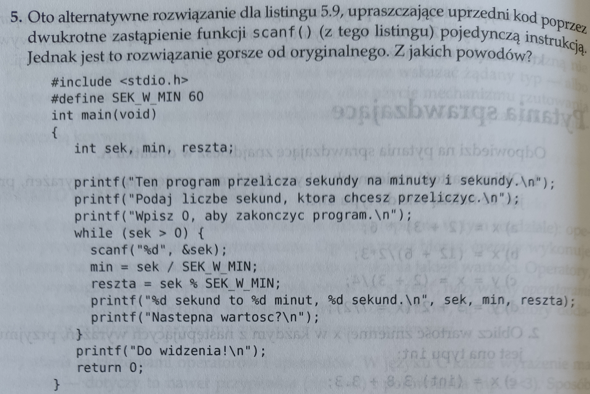 5. Oto alternatywne rozwiązanie dla listingu 5.9, upraszczające uprzedni kod poprzez
dwukrotne zastąpienie funkcji scanf() (z tego listingu) pojedynczą instrukcją.
Jednak jest to rozwiązanie gorsze od oryginalnego. Z jakich powodów?
#include <stdio.h>
#define SEK_W_MIN 60
int main(void)
{
int sek, min, reszta;
printf("Ten program przelicza sekundy na minuty i sekundy.\n");
printf("Podaj liczbe sekund, ktora chcesz przeliczyc.\n");
printf("Wpisz 0, aby zakonczyc program.\n");
while (sek > 0) {
scanf("%d", &sek);
min = sek / SEK_W_MIN;
reszta = sek % SEK_W_MIN;
printf("%d sekund to %d minut, %d sekund.\n", sek, min, reszta);
printf("Nastepna wartosc?\n");
}
printf("Do widzenia!\n");
return 0;
}